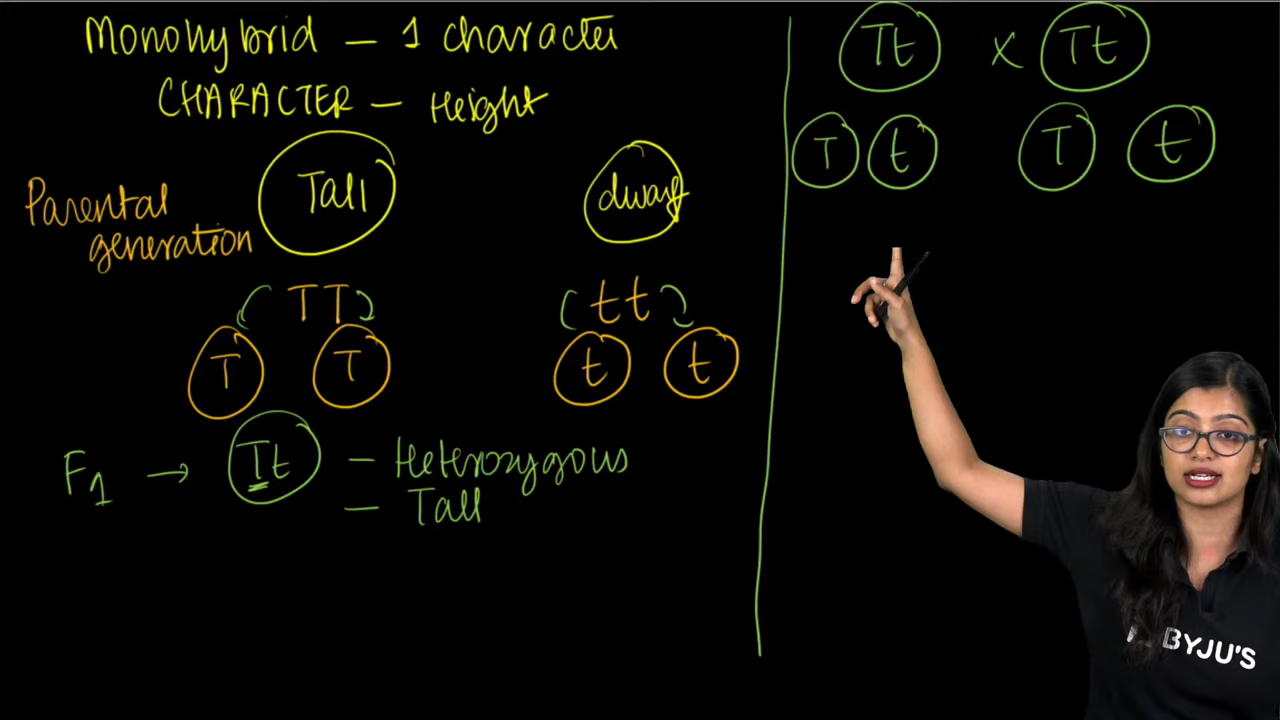 Monohybrid – 1 character
CHARACTER – Height
Parental generation
Tall
dwarf
TT
tt
T
T
t
t
F1 → Tt – Heterozygous
– Tall
Tt x Tt
T
t
T
t
BYJU'S